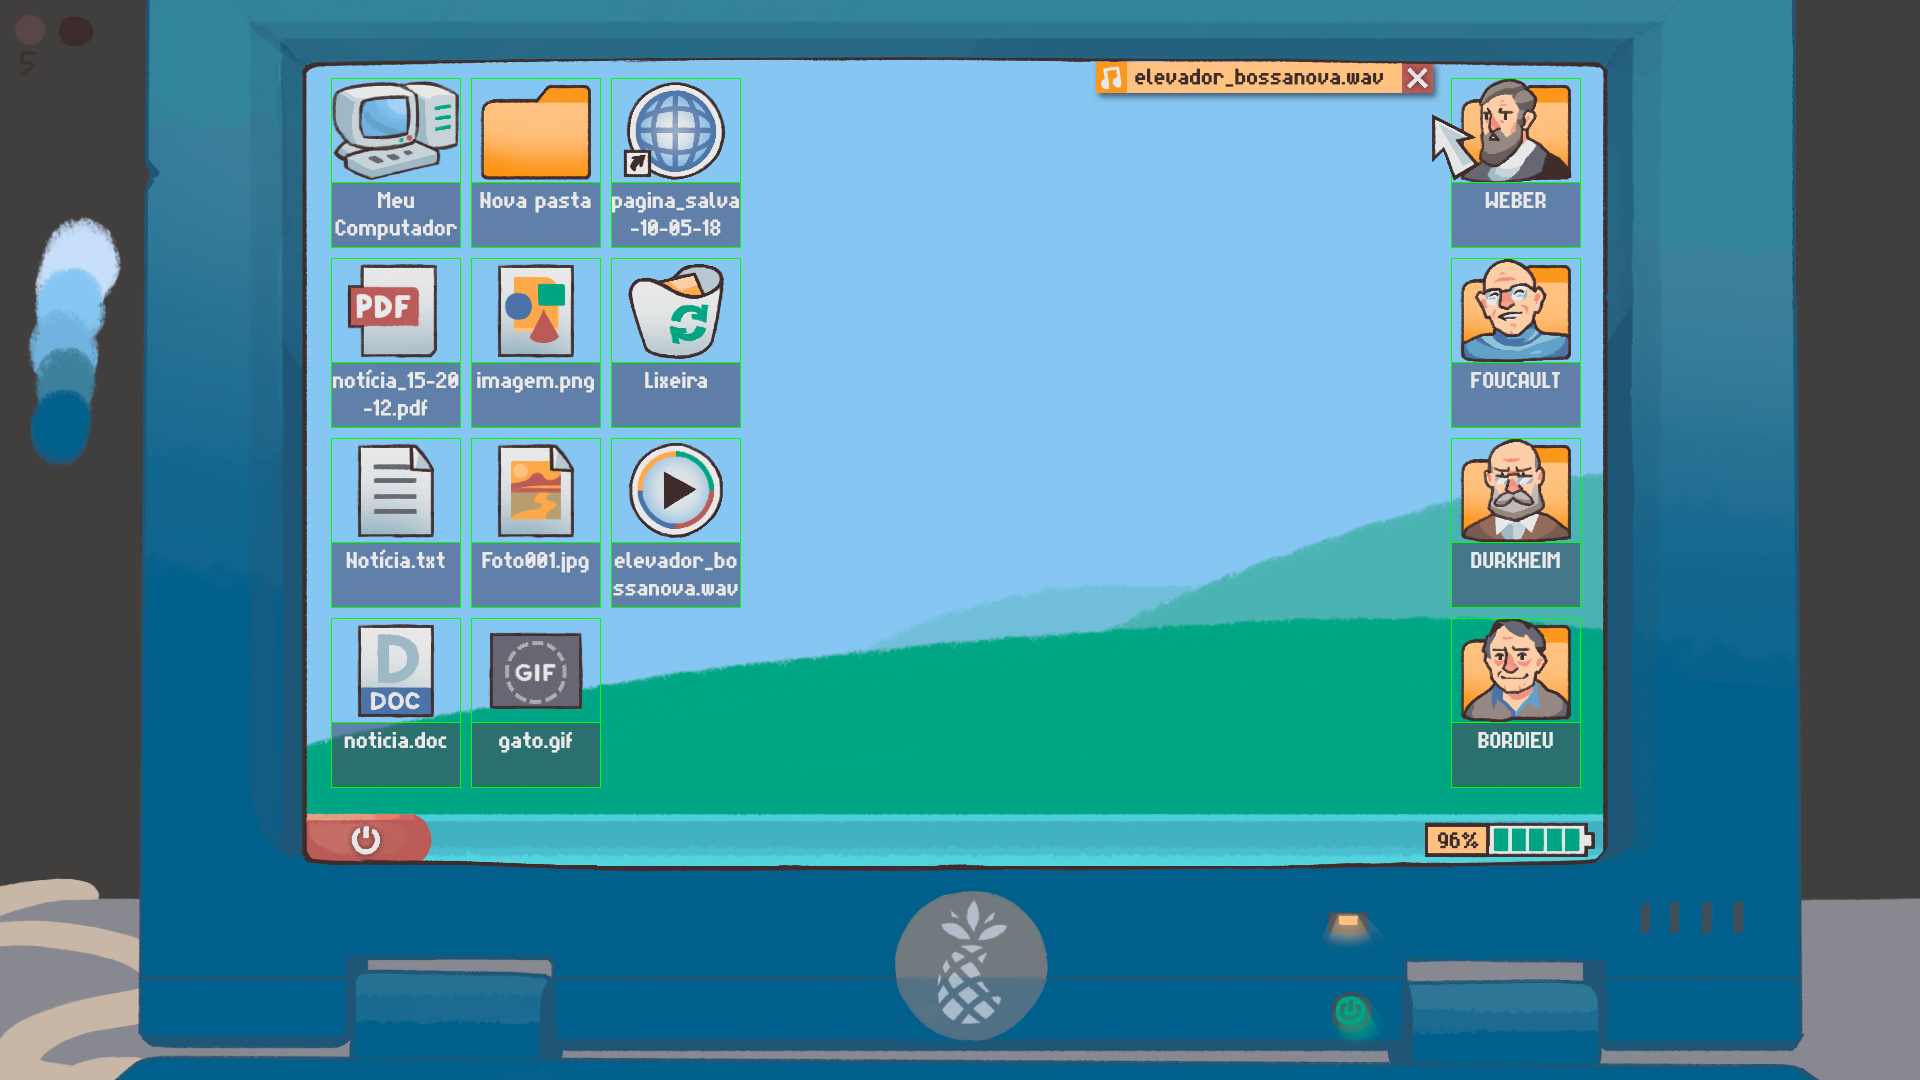 5
elevador_bossanova.wav
Meu
Computador
Nova pasta
pagina_salva
-10-05-18
WEBER
PDF
notícia_15-20
-12.pdf
imagem.png
Lixeira
FOUCAULT
Notícia.txt
Foto001.jpg
elevador_bo
ssanova.wav
DURKHEIM
D
DOC
noticia.doc
GIF
gato.gif
BORDIEU
96%